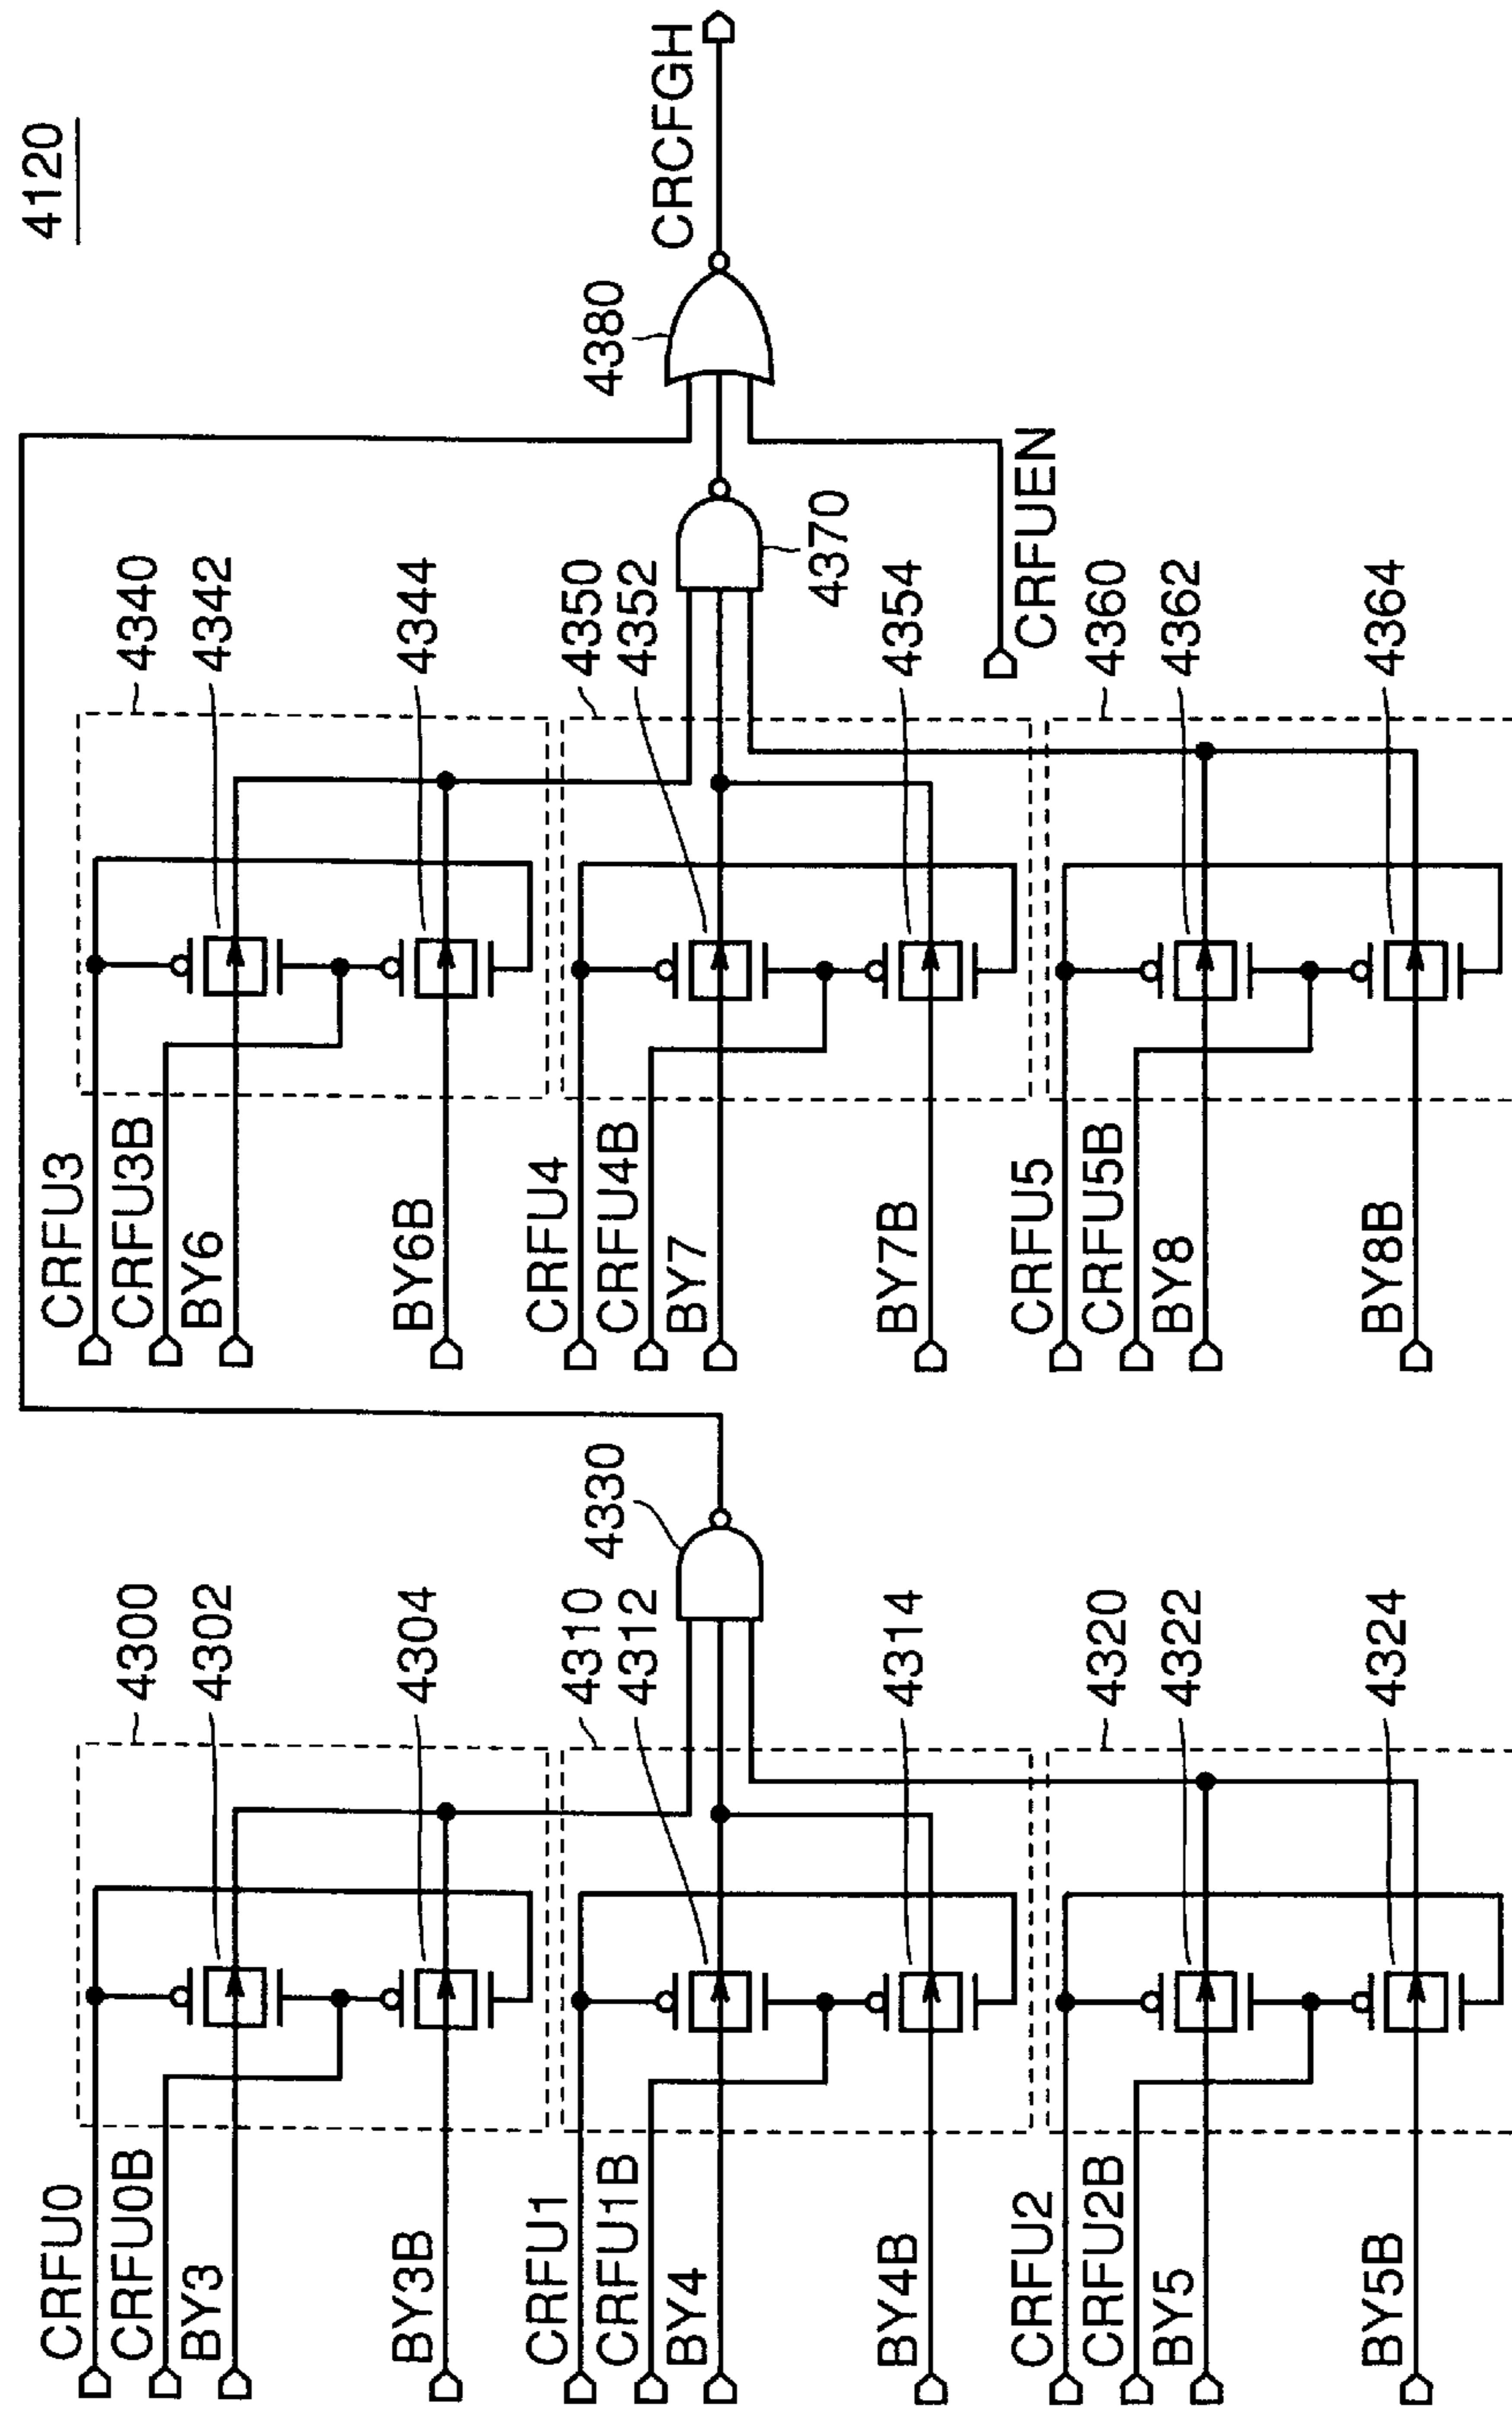 4120
CRFU0
CRFU0B
BY3
BY3B
4300
4302
4304
CRFU1
CRFU1B
BY4
BY4B
4310
4312
4314
CRFU2
CRFU2B
BY5
BY5B
4320
4322
4324
4330
CRFU3
CRFU3B
BY6
BY6B
4340
4342
4344
CRFU4
CRFU4B
BY7
BY7B
4350
4352
4354
CRFU5
CRFU5B
BY8
BY8B
4360
4362
4364
4370
CRFUEN
4380
CRCFGH